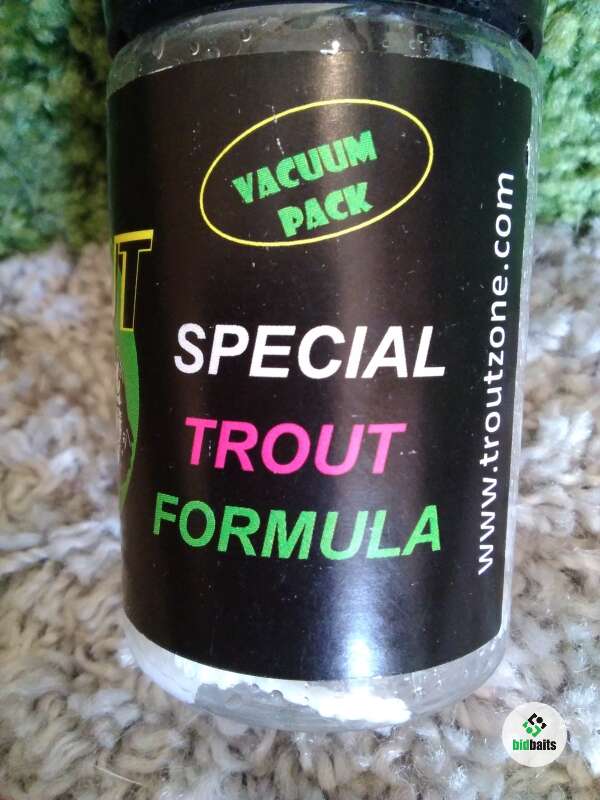 VACUUM
PACK
SPECIAL
TROUT
FORMULA
www.troutzone.com
bidbaits